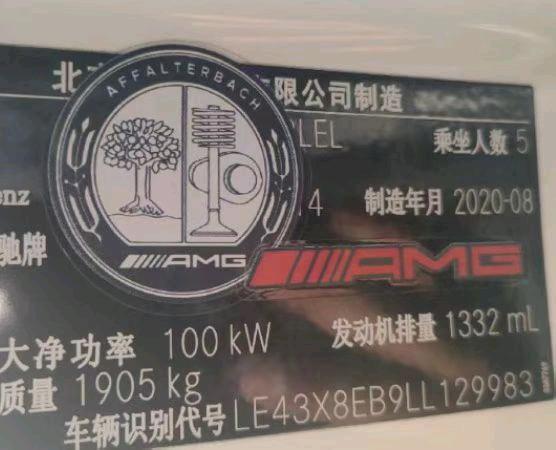 北
限公司制造
AFFALTERBACH
LEL
乘坐人数 5
enz
4
制造年月 2020-08
驰牌
AMG
AMG
大净功率 100 kW
发动机排量 1332 mL
质量 1905 kg
车辆识别代号 LE43X8EB9LL129983